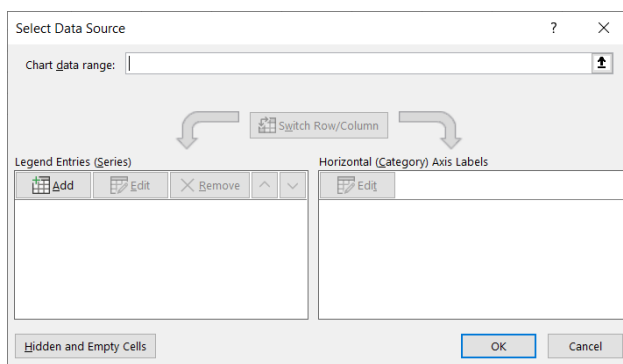 Select Data Source ? ×
Chart data range:
Switch Row/Column
Legend Entries (Series) Horizontal (Category) Axis Labels
Add Edit Remove Edit
Hidden and Empty Cells OK Cancel